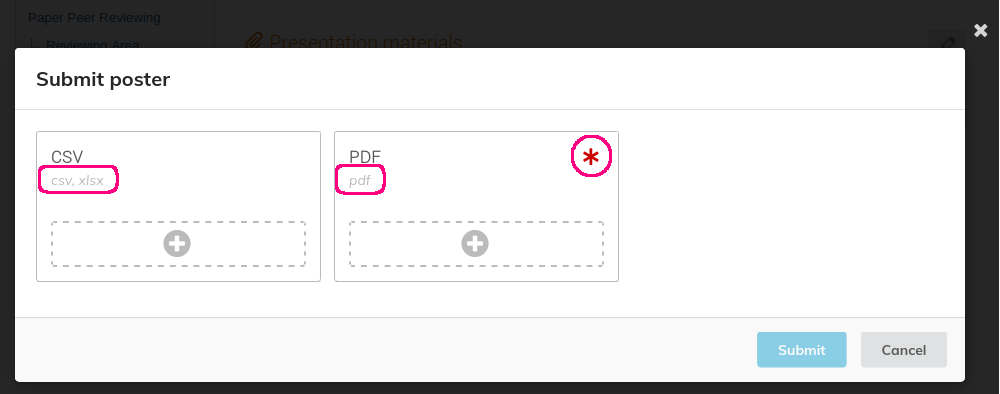 Paper Peer Reviewing
Reviewing Area
Presentation materials
Submit poster
CSV
csv, xlsx
PDF
pdf
Submit
Cancel